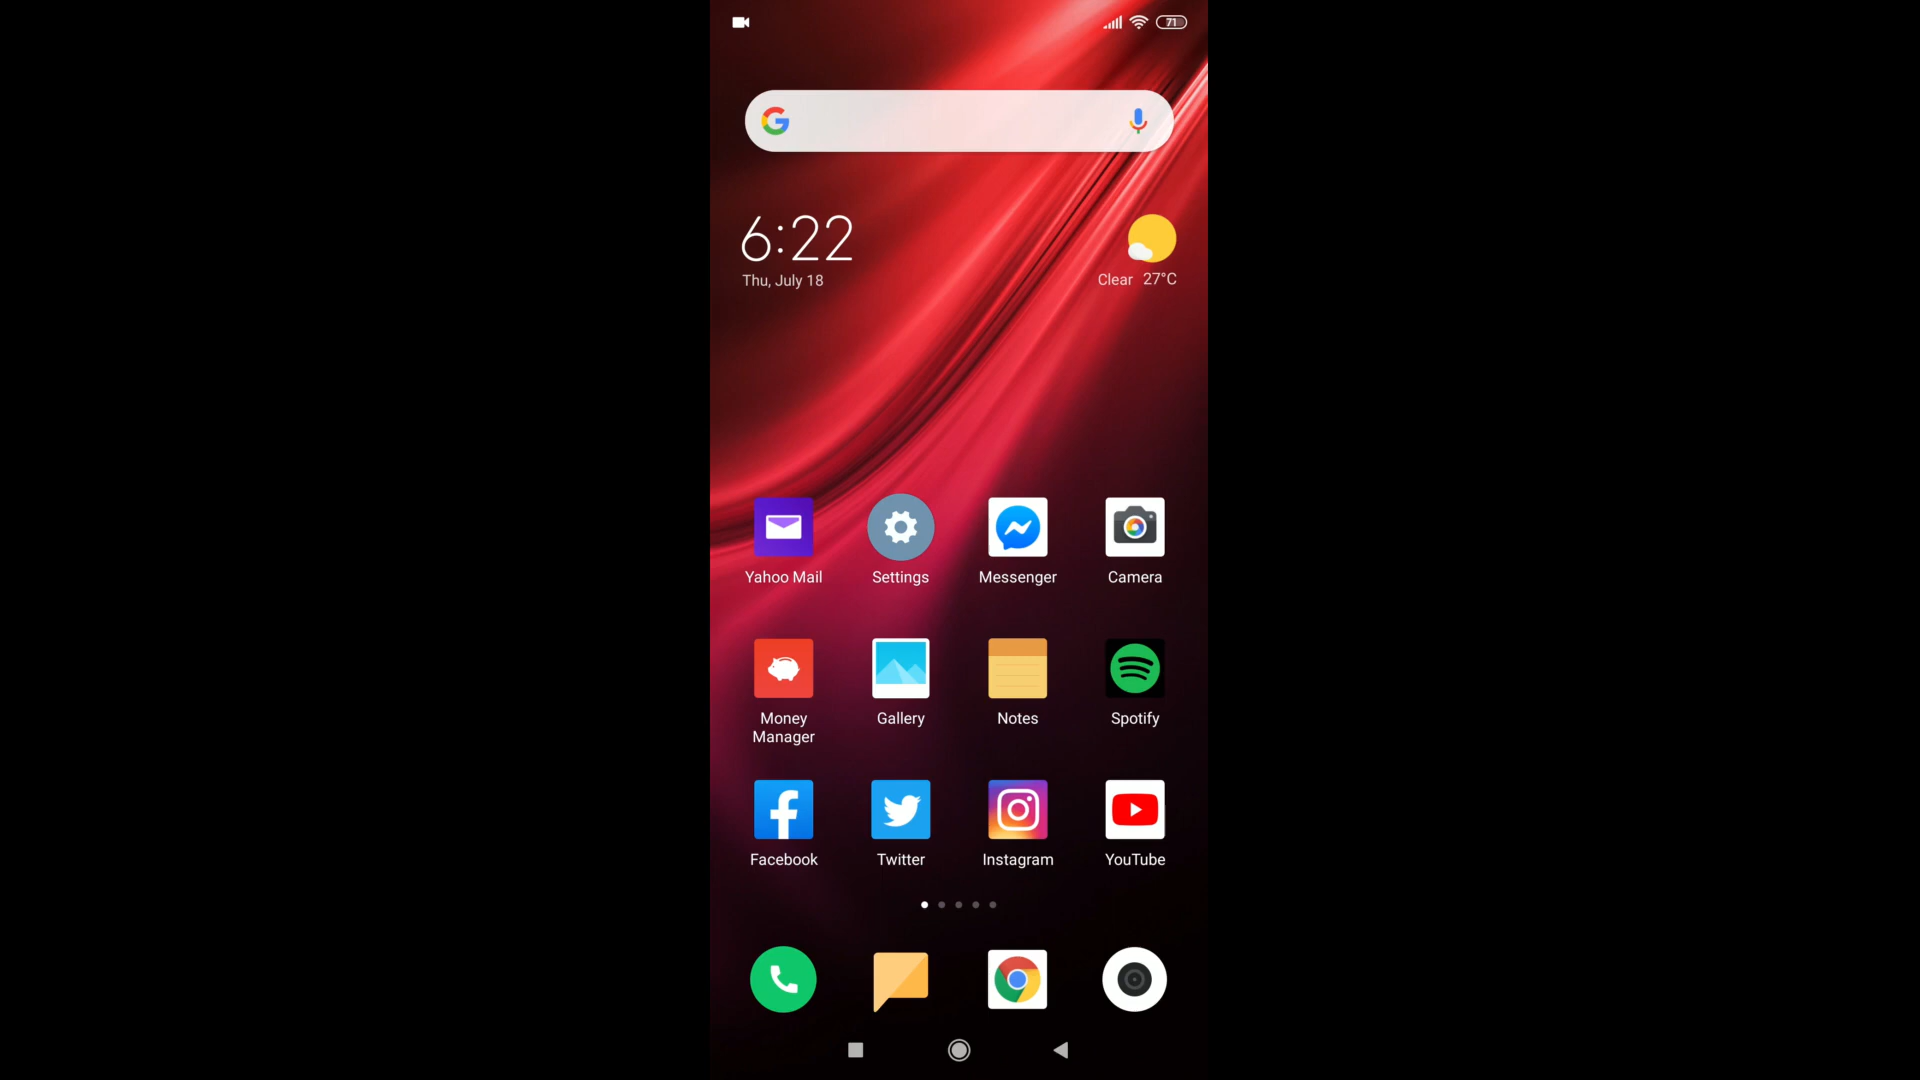 71
6:22
Thu, July 18
Clear 27°C
Yahoo Mail
Settings
Messenger
Camera
Money
Manager
Gallery
Notes
Spotify
Facebook
Twitter
Instagram
YouTube